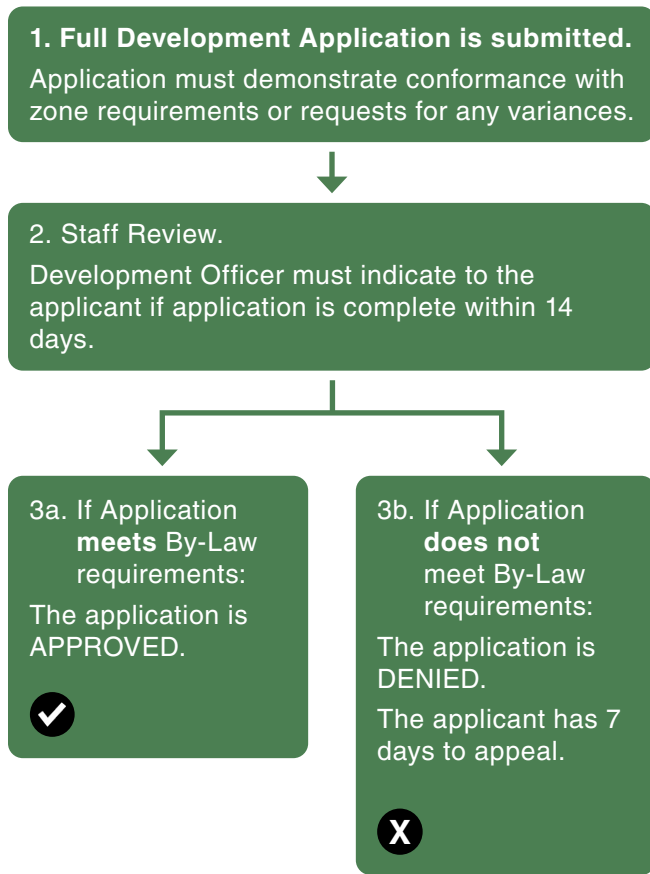 1. Full Development Application is submitted.
Application must demonstrate conformance with
zone requirements or requests for any variances.
2. Staff Review.
Development Officer must indicate to the
applicant if application is complete within 14
days.
3a. If Application
meets By-Law
requirements:
The application is
APPROVED.
3b. If Application
does not
meet By-Law
requirements:
The application is
DENIED.
The applicant has 7
days to appeal.
X